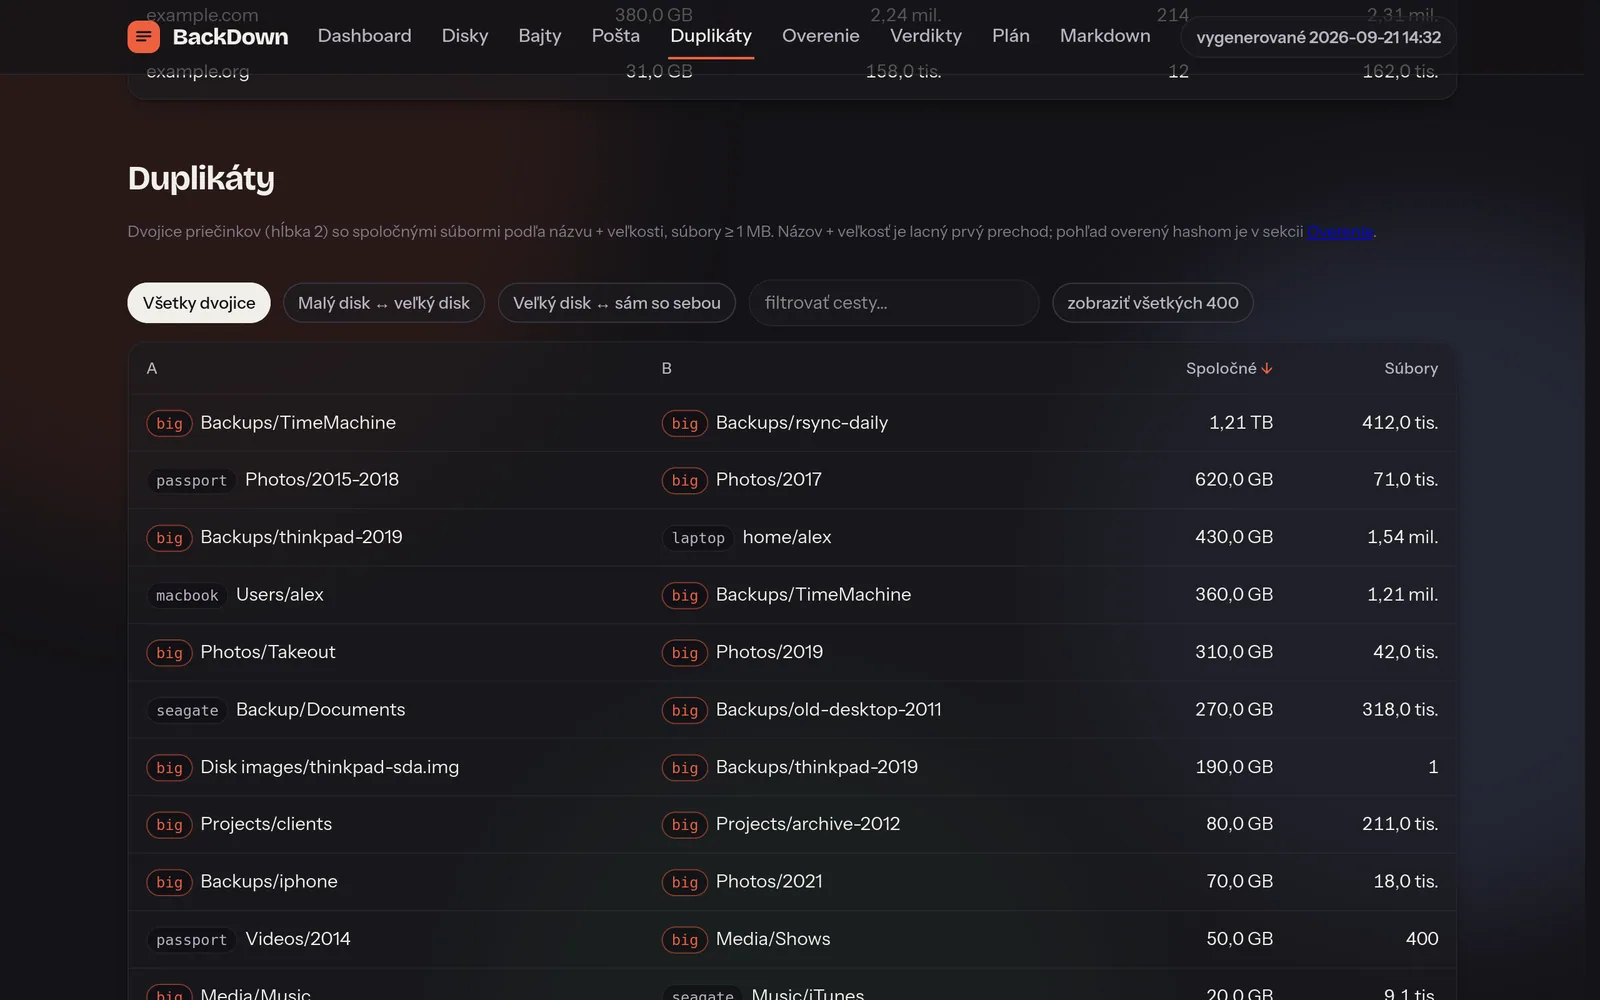 example.com 380,0 GB 2,24 mil. 214 2,31 mil.
BackDown Dashboard Disky Bajty Pošta Duplikáty Overenie Verdikty Plán Markdown vygenerované 2026-09-21 14:32
example.org 31,0 GB 158,0 tis. 12 162,0 tis.
Duplikáty
Dvojice priečinkov (hĺbka 2) so spoločnými súbormi podľa názvu + veľkosti, súbory ≥ 1 MB. Názov + veľkosť je lacný prvý prechod; pohľad overený hashom je v sekcii Overenie.
Všetky dvojice Malý disk ↔ veľký disk Veľký disk ↔ sám so sebou filtrovať cesty... zobraziť všetkých 400
A B Spoločné ↓ Súbory
big Backups/TimeMachine big Backups/rsync-daily 1,21 TB 412,0 tis.
passport Photos/2015-2018 big Photos/2017 620,0 GB 71,0 tis.
big Backups/thinkpad-2019 laptop home/alex 430,0 GB 1,54 mil.
macbook Users/alex big Backups/TimeMachine 360,0 GB 1,21 mil.
big Photos/Takeout big Photos/2019 310,0 GB 42,0 tis.
seagate Backup/Documents big Backups/old-desktop-2011 270,0 GB 318,0 tis.
big Disk images/thinkpad-sda.img big Backups/thinkpad-2019 190,0 GB 1
big Projects/clients big Projects/archive-2012 80,0 GB 211,0 tis.
big Backups/iphone big Photos/2021 70,0 GB 18,0 tis.
passport Videos/2014 big Media/Shows 50,0 GB 400
big Media/Music seagate Music/iTunes 20,0 GB 9,1 tis.